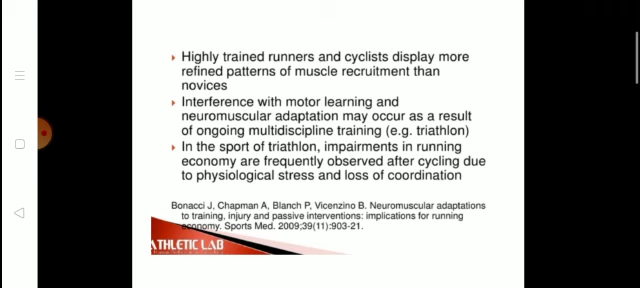 Highly trained runners and cyclists display more
refined patterns of muscle recruitment than
novices
Interference with motor learning and
neuromuscular adaptation may occur as a result
of ongoing multidiscipline training (e.g. triathlon)
In the sport of triathlon, impairments in running
economy are frequently observed after cycling due
to physiological stress and loss of coordination
Bonacci J, Chapman A, Blanch P, Vicenzino B. Neuromuscular adaptations
to training, injury and passive interventions: implications for running
economy. Sports Med. 2009;39(11):903-21.
ATHLETIC LAB